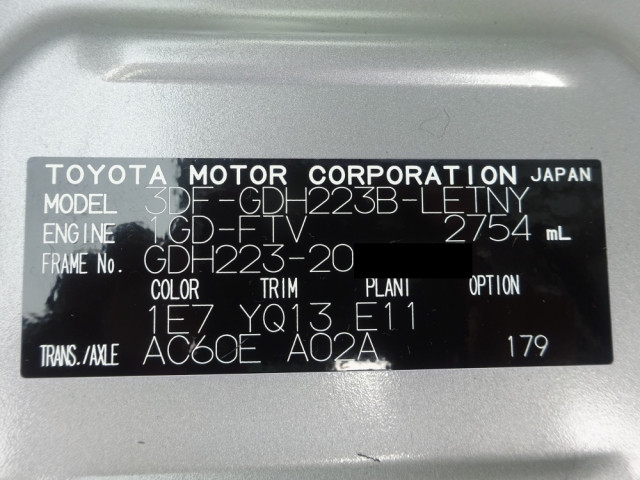 TOYOTA MOTOR CORPORATION JAPAN
MODEL 3DF-GDH223B-LETNY
ENGINE 1GD-FTV 2754 mL
FRAME No. GDH223-20
COLOR TRIM PLANT OPTION
1E7 YQ13 E11
TRANS./AXLE AC60E A02A 179